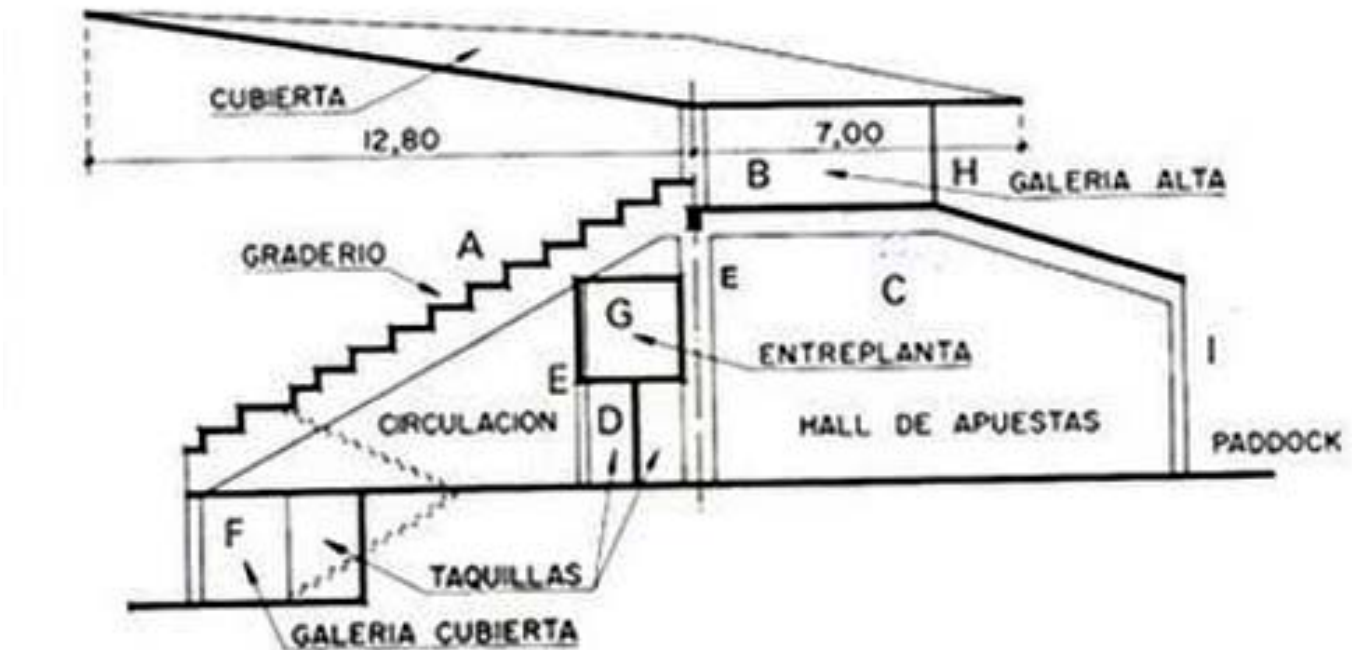 CUBIERTA
12,80
7,00
B
H
GALERIA ALTA
A
GRADERIO
E
C
G
ENTREPLANTA
I
E
CIRCULACION
D
HALL DE APUESTAS
PADDOCK
F
TAQUILLAS
GALERIA CUBIERTA